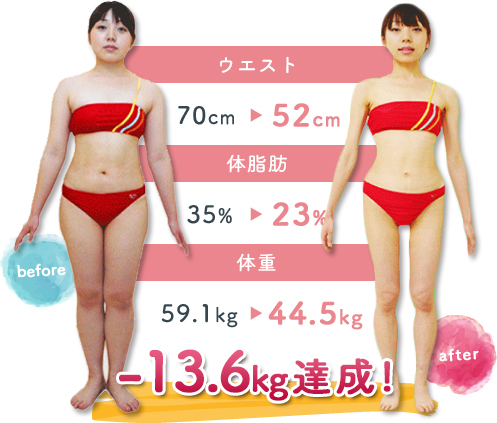 ウエスト
70cm ▶ 52cm
体脂肪
35% ▶ 23%
before
体重
59.1kg ▶ 44.5kg
after
-13.6kg達成!